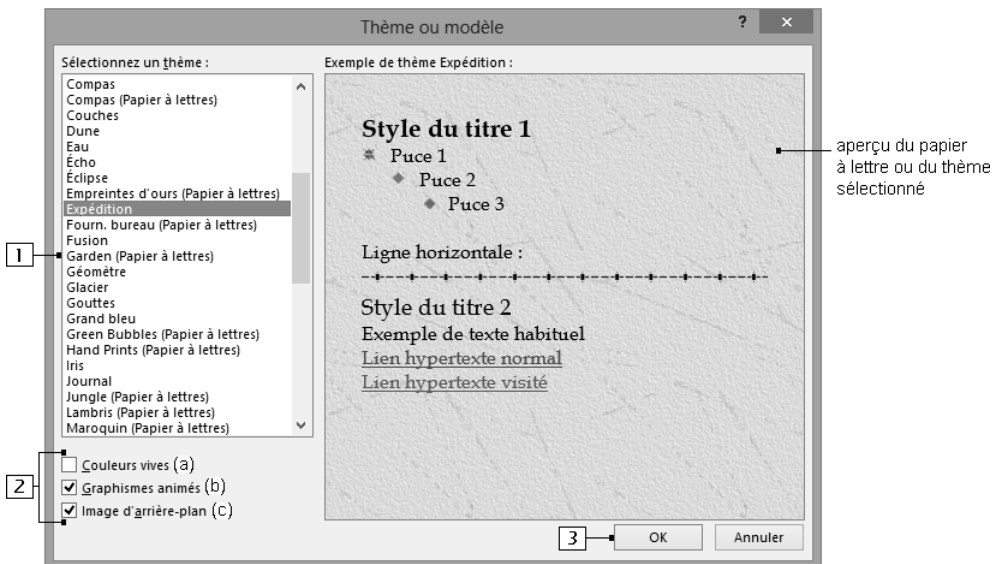 Thème ou modèle
? ×
Sélectionnez un thème :
Compas
Compas (Papier à lettres)
Couches
Dune
Eau
Écho
Éclipse
Empreintes d'ours (Papier à lettres)
Expédition
Fourn. bureau (Papier à lettres)
Fusion
Garden (Papier à lettres)
Géomètre
Glacier
Gouttes
Grand bleu
Green Bubbles (Papier à lettres)
Hand Prints (Papier à lettres)
Iris
Journal
Jungle (Papier à lettres)
Lambris (Papier à lettres)
Maroquin (Papier à lettres)
1
2
Couleurs vives (a)
Graphismes animés (b)
Image d'arrière-plan (c)
Exemple de thème Expédition :
Style du titre 1
Puce 1
Puce 2
Puce 3
Ligne horizontale :
Style du titre 2
Exemple de texte habituel
Lien hypertexte normal
Lien hypertexte visité
aperçu du papier
à lettre ou du thème
sélectionné
3
OK
Annuler